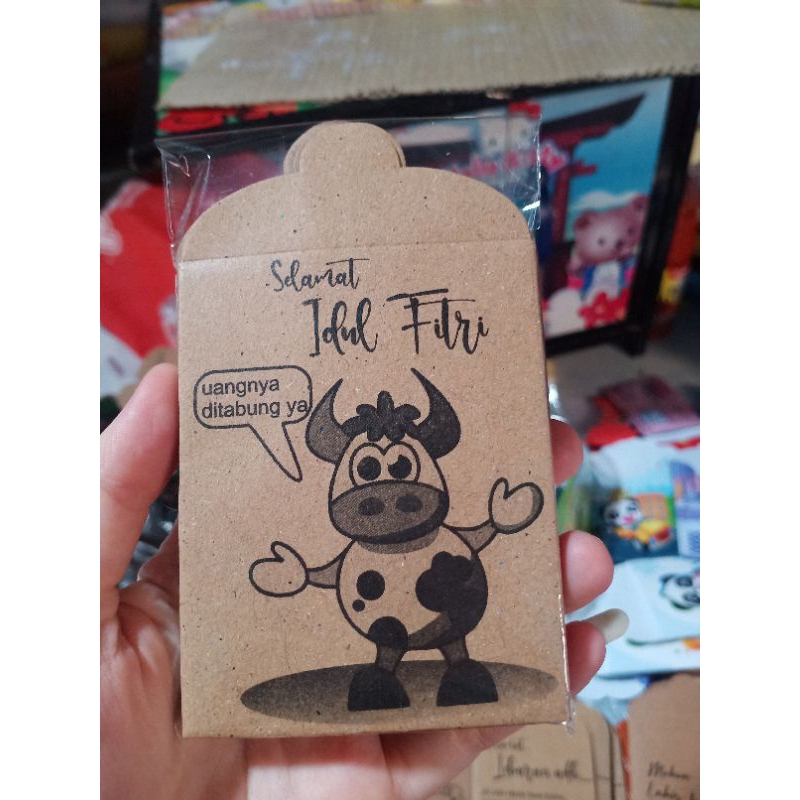 Selamat
Idul Fitri
uangnya
ditabung ya